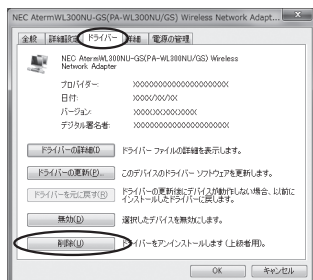 NEC AtermWL300NU-GS(PA-WL300NU/GS) Wireless Network Adapt...
全般 詳細設定 ドライバー 詳細 電源の管理
NEC AtermWL300NU-GS(PA-WL300NU/GS) Wireless
Network Adapter
プロバイダー: XXXXXXXXXXXXXXXXXXXX
日付: XXXX/XX/XX
バージョン: XXXX.XX.XXX.XXXX
デジタル署名者: XXXXXXXXXXXXXXXXXXXX
ドライバーの詳細(I) ドライバー ファイルの詳細を表示します。
ドライバーの更新(P)... このデバイスのドライバー ソフトウェアを更新します。
ドライバーを元に戻す(R) ドライバーの更新後にデバイスが動作しない場合、以前に
インストールしたドライバーに戻します。
無効(D) 選択したデバイスを無効にします。
削除(U) ドライバーをアンインストールします (上級者用)。
OK キャンセル